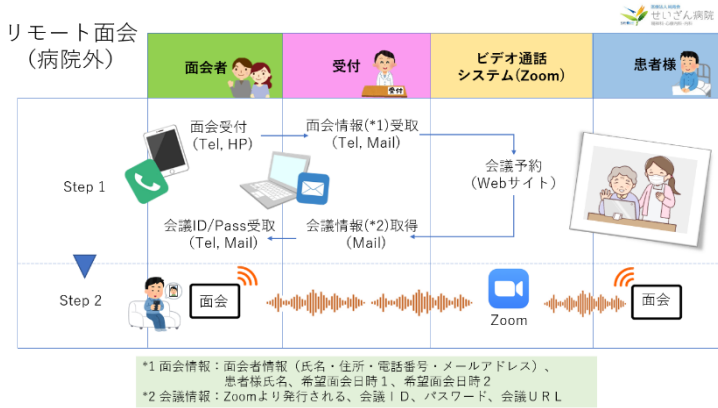 リモート面会
（病院外）
せいざん病院
面会者
受付
受付
ビデオ通話
システム(Zoom)
患者様
Step 1
面会受付
(Tel, HP)
面会情報(*1)受取
(Tel, Mail)
会議予約
(Webサイト)
会議ID/Pass受取
(Tel, Mail)
会議情報(*2)取得
(Mail)
Step 2
面会
Zoom
面会
*1 面会情報：面会者情報（氏名・住所・電話番号・メールアドレス）、
患者様氏名、希望面会日時１、希望面会日時２
*2 会議情報：Zoomより発行される、会議ＩＤ、パスワード、会議ＵＲＬ